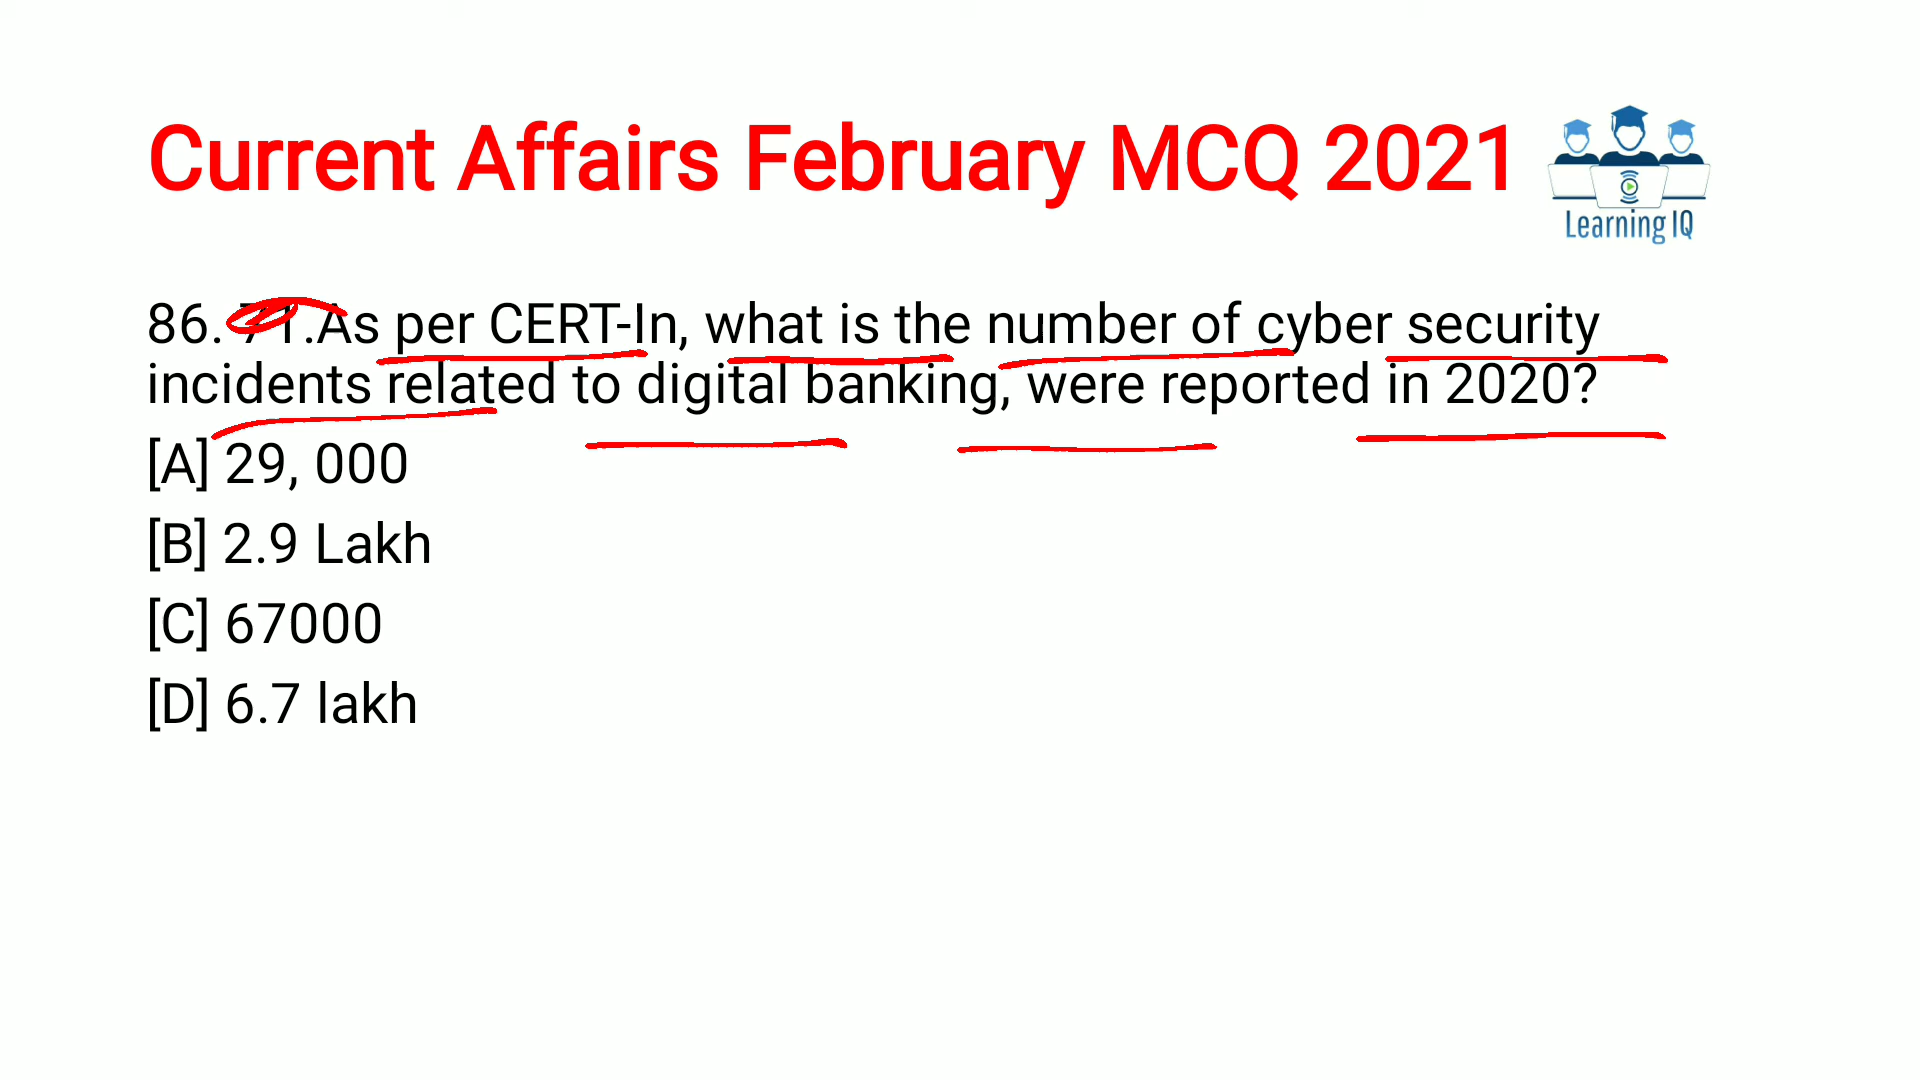 Current Affairs February MCQ 2021
Learning IQ
86. 71.As per CERT-In, what is the number of cyber security
incidents related to digital banking, were reported in 2020?
[A] 29, 000
[B] 2.9 Lakh
[C] 67000
[D] 6.7 lakh